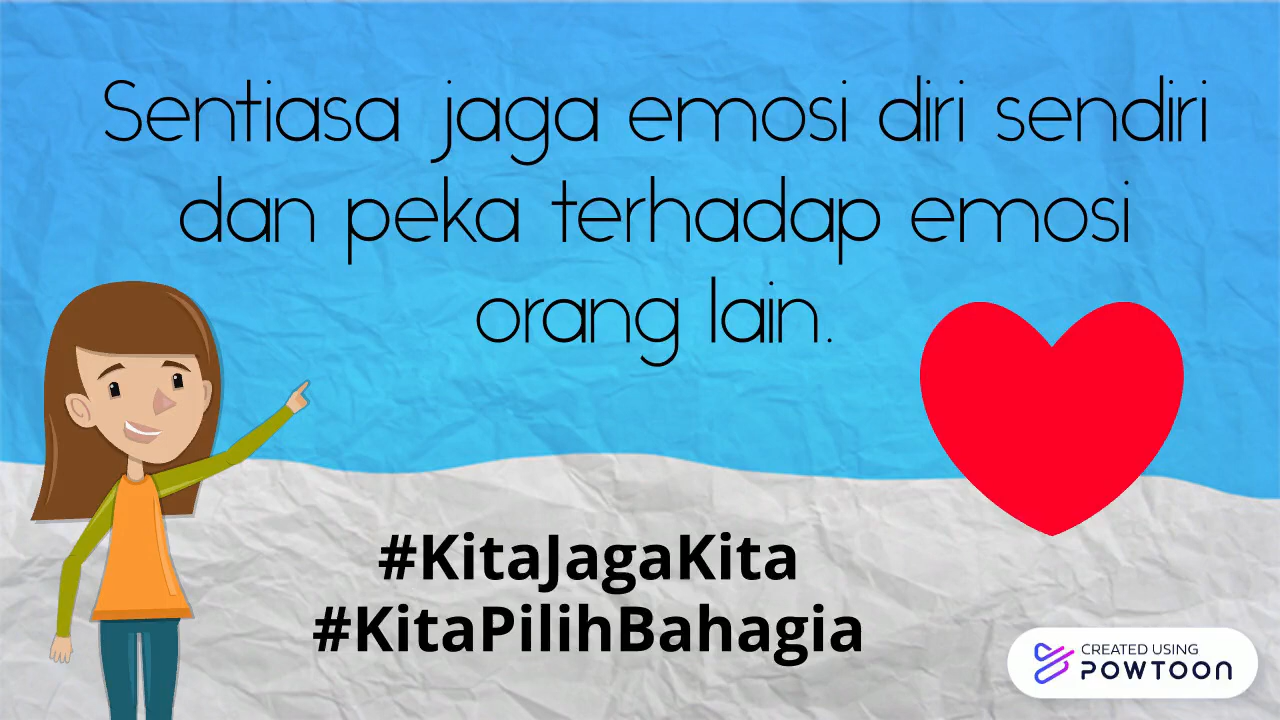 Sentiasa jaga emosi diri sendiri
dan peka terhadap emosi
orang lain.
#KitaJagaKita
#KitaPilihBahagia
CREATED USING
POWTOON